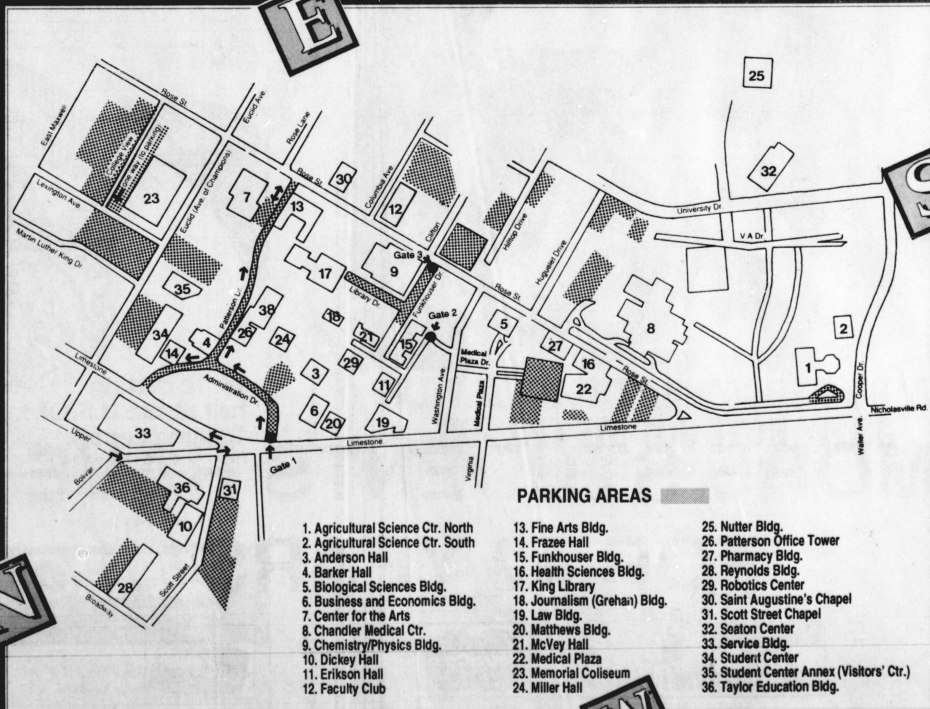 E
25
Rose St.
Euclid Ave.
East Maxwell
College View
(one way to parking)
Rose Lane
32
Lexington Ave
23
Euclid (Ave. of Champions)
Rose St.
30
Columbia Ave.
S
7
12
University Dr.
13
Clifton
Hilltop Drive
Martin Luther King Dr
V A Dr.
Gate 3
Huguelet Drive
9
17
35
Library Dr.
Funkhouser Dr.
Rose St.
Patterson Dr.
38
18
Gate 2
34
26
24
21
5
8
2
4
15
14
Medical
Plaza Dr.
27
29
Limestone
16
1
3
11
Rose St.
Administration Dr
22
Cooper Dr.
Washington Ave.
Medical Plaza
6
20
19
Nicholasville Rd.
33
Limestone
Limestone
Upper
Waller Ave.
Gate 1
Virginia
Bolivar
36
31
10
PARKING AREAS
28
Scott Street
Broadway
N
1. Agricultural Science Ctr. North
2. Agricultural Science Ctr. South
3. Anderson Hall
4. Barker Hall
5. Biological Sciences Bldg.
6. Business and Economics Bldg.
7. Center for the Arts
8. Chandler Medical Ctr.
9. Chemistry/Physics Bldg.
10. Dickey Hall
11. Erikson Hall
12. Faculty Club
13. Fine Arts Bldg.
14. Frazee Hall
15. Funkhouser Bldg.
16. Health Sciences Bldg.
17. King Library
18. Journalism (Grehan) Bldg.
19. Law Bldg.
20. Matthews Bldg.
21. McVey Hall
22. Medical Plaza
23. Memorial Coliseum
24. Miller Hall
25. Nutter Bldg.
26. Patterson Office Tower
27. Pharmacy Bldg.
28. Reynolds Bldg.
29. Robotics Center
30. Saint Augustine's Chapel
31. Scott Street Chapel
32. Seaton Center
33. Service Bldg.
34. Student Center
35. Student Center Annex (Visitors' Ctr.)
36. Taylor Education Bldg.
W